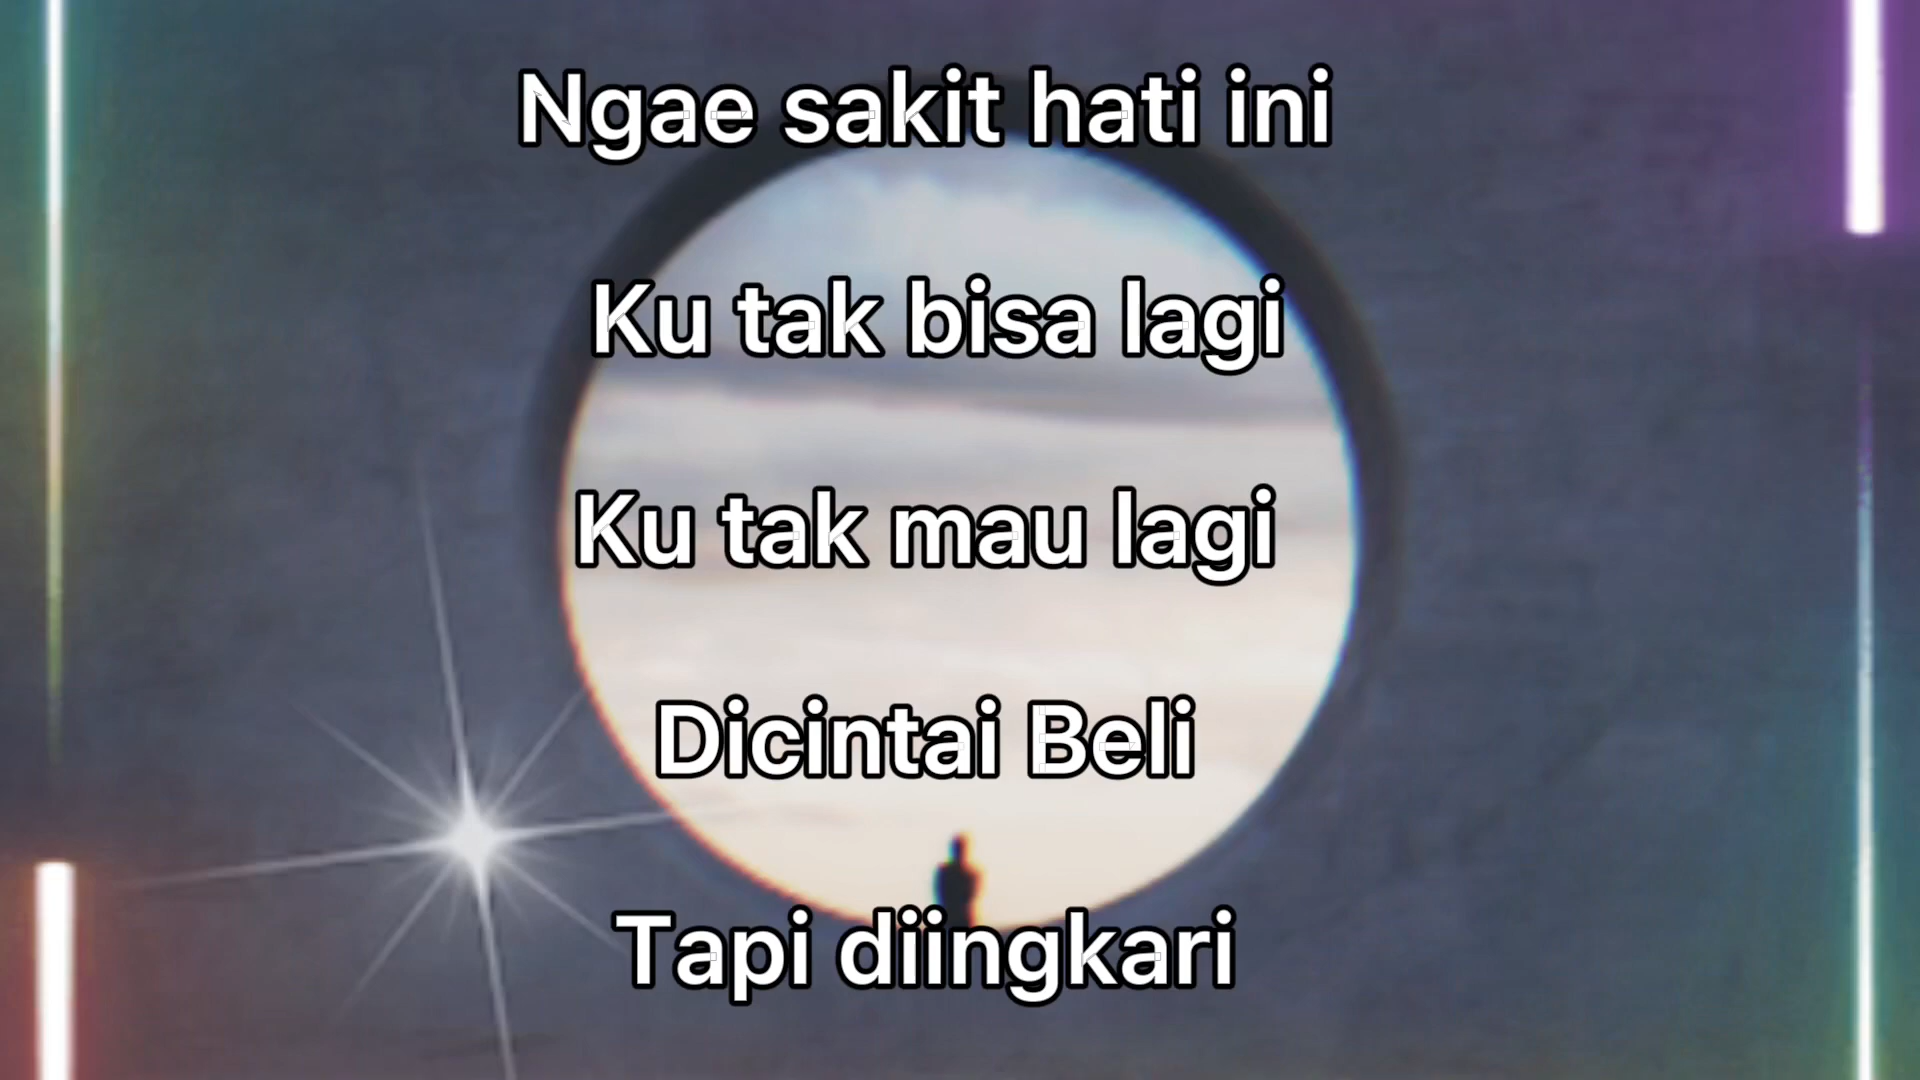 Ngae sakit hati ini
Ku tak bisa lagi
Ku tak mau lagi
Dicintai Beli
Tapi diingkari